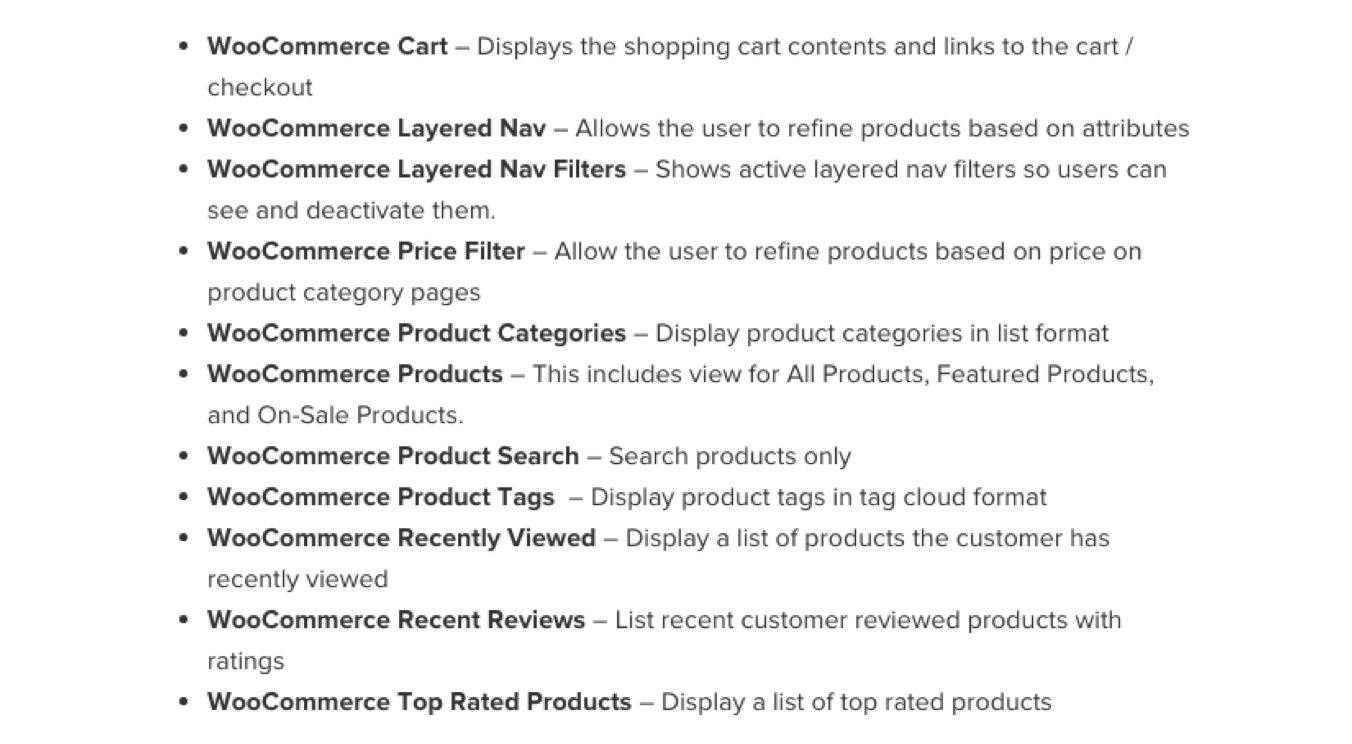 • WooCommerce Cart – Displays the shopping cart contents and links to the cart /
checkout
• WooCommerce Layered Nav – Allows the user to refine products based on attributes
• WooCommerce Layered Nav Filters – Shows active layered nav filters so users can
see and deactivate them.
• WooCommerce Price Filter – Allow the user to refine products based on price on
product category pages
• WooCommerce Product Categories – Display product categories in list format
• WooCommerce Products – This includes view for All Products, Featured Products,
and On-Sale Products.
• WooCommerce Product Search – Search products only
• WooCommerce Product Tags – Display product tags in tag cloud format
• WooCommerce Recently Viewed – Display a list of products the customer has
recently viewed
• WooCommerce Recent Reviews – List recent customer reviewed products with
ratings
• WooCommerce Top Rated Products – Display a list of top rated products